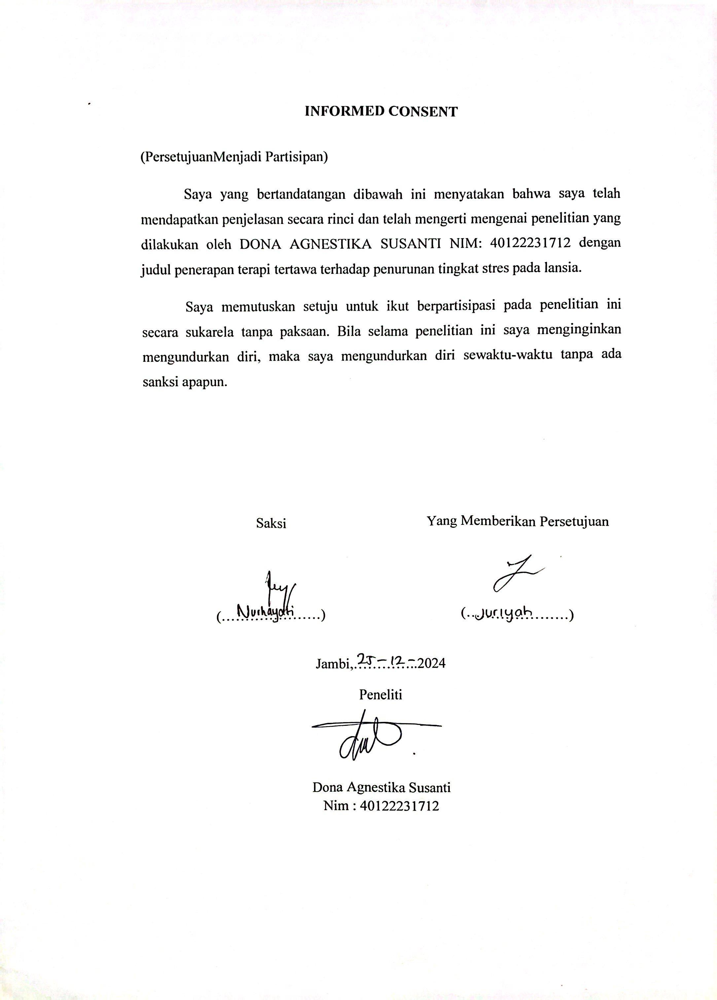 INFORMED CONSENT
(PersetujuanMenjadi Partisipan)
Saya yang bertandatangan dibawah ini menyatakan bahwa saya telah
mendapatkan penjelasan secara rinci dan telah mengerti mengenai penelitian yang
dilakukan oleh DONA AGNESTIKA SUSANTI NIM: 40122231712 dengan
judul penerapan terapi tertawa terhadap penurunan tingkat stres pada lansia.
Saya memutuskan setuju untuk ikut berpartisipasi pada penelitian ini
secara sukarela tanpa paksaan. Bila selama penelitian ini saya menginginkan
mengundurkan diri, maka saya mengundurkan diri sewaktu-waktu tanpa ada
sanksi apapun.
Saksi Yang Memberikan Persetujuan
(...Nurhayati......) (..Juriyah........)
Jambi, 25-12-2024
Peneliti
Dona Agnestika Susanti
Nim : 40122231712